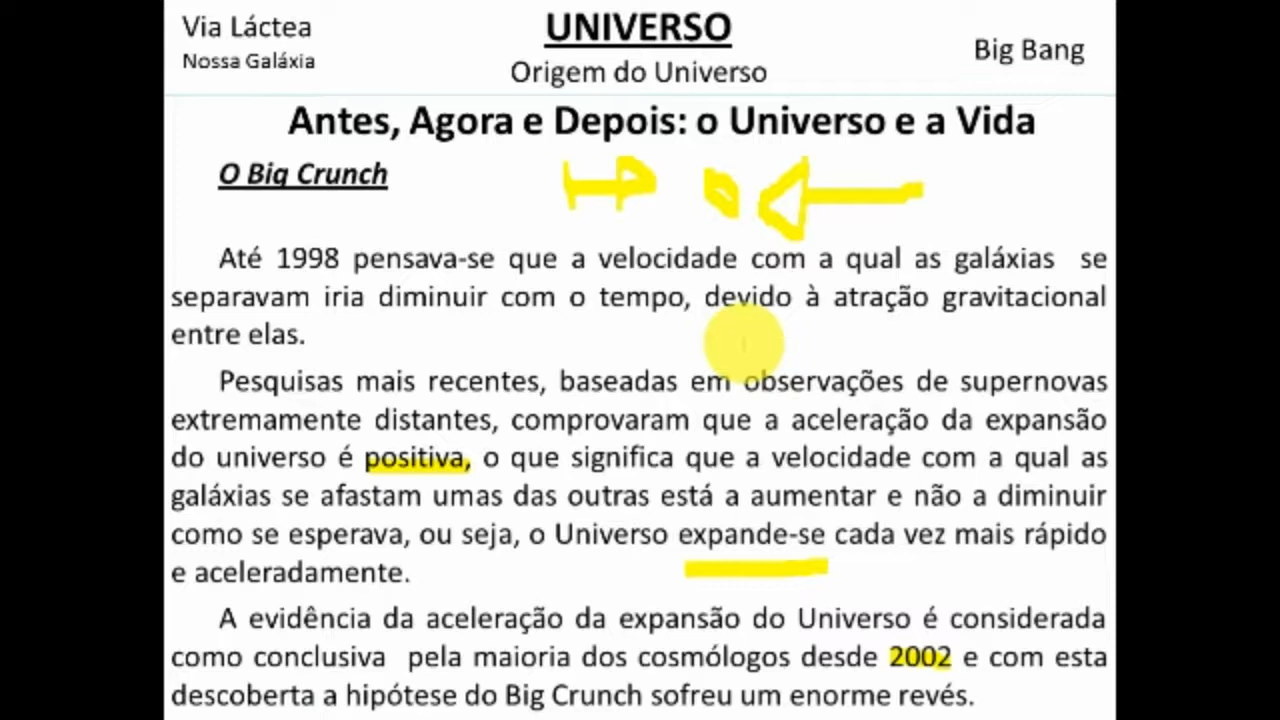 Via Láctea
Nossa Galáxia
UNIVERSO
Origem do Universo
Big Bang
Antes, Agora e Depois: o Universo e a Vida
O Big Crunch
Até 1998 pensava-se que a velocidade com a qual as galáxias se
separavam iria diminuir com o tempo, devido à atração gravitacional
entre elas.
Pesquisas mais recentes, baseadas em observações de supernovas
extremamente distantes, comprovaram que a aceleração da expansão
do universo é positiva, o que significa que a velocidade com a qual as
galáxias se afastam umas das outras está a aumentar e não a diminuir
como se esperava, ou seja, o Universo expande-se cada vez mais rápido
e aceleradamente.
A evidência da aceleração da expansão do Universo é considerada
como conclusiva pela maioria dos cosmólogos desde 2002 e com esta
descoberta a hipótese do Big Crunch sofreu um enorme revés.